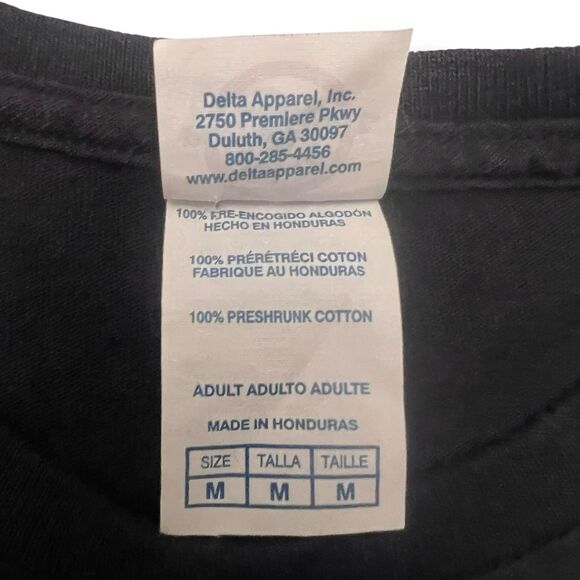 Delta Apparel, Inc.
2750 Premiere Pkwy
Duluth, GA 30097
800-285-4456
www.deltaapparel.com
100% PRE-ENCOGIDO ALGODÓN
HECHO EN HONDURAS
100% PRÉRÉTRÉCI COTON
FABRIQUE AU HONDURAS
100% PRESHRUNK COTTON
ADULT ADULTO ADULTE
MADE IN HONDURAS
SIZE TALLA TAILLE
M M M